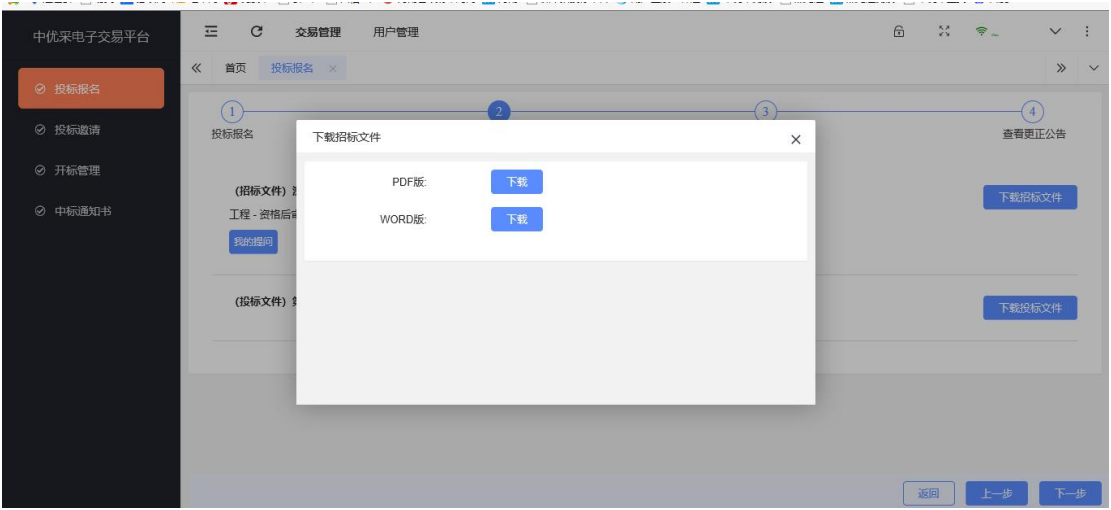 中优采电子交易平台
交易管理 用户管理
首页 投标报名
投标报名
投标邀请
开标管理
中标通知书
1 2 3 4
投标报名 查看更正公告
下载招标文件
PDF版: 下载
WORD版: 下载
(招标文件)
下载招标文件
工程 - 资格后
我的提问
(投标文件)
下载投标文件
返回 上一步 下一步